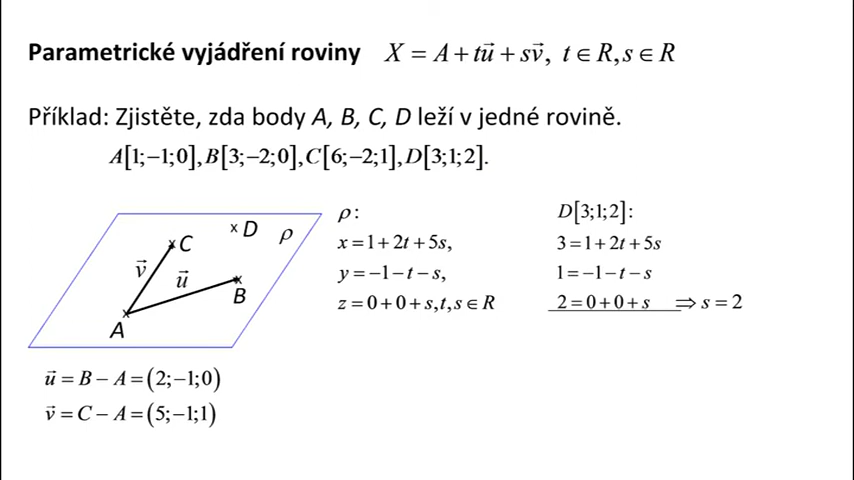 Parametrické vyjádření roviny X = A + tu⃗ + sv⃗, t ∈ R, s ∈ R
Příklad: Zjistěte, zda body A, B, C, D leží v jedné rovině.
A[1;−1;0], B[3;−2;0], C[6;−2;1], D[3;1;2].
C
D
ρ
v⃗
u⃗
B
A
ρ:
x = 1 + 2t + 5s,
y = −1 − t − s,
z = 0 + 0 + s, t, s ∈ R
D[3;1;2]:
3 = 1 + 2t + 5s
1 = −1 − t − s
2 = 0 + 0 + s ⇒ s = 2
u⃗ = B − A = (2;−1;0)
v⃗ = C − A = (5;−1;1)